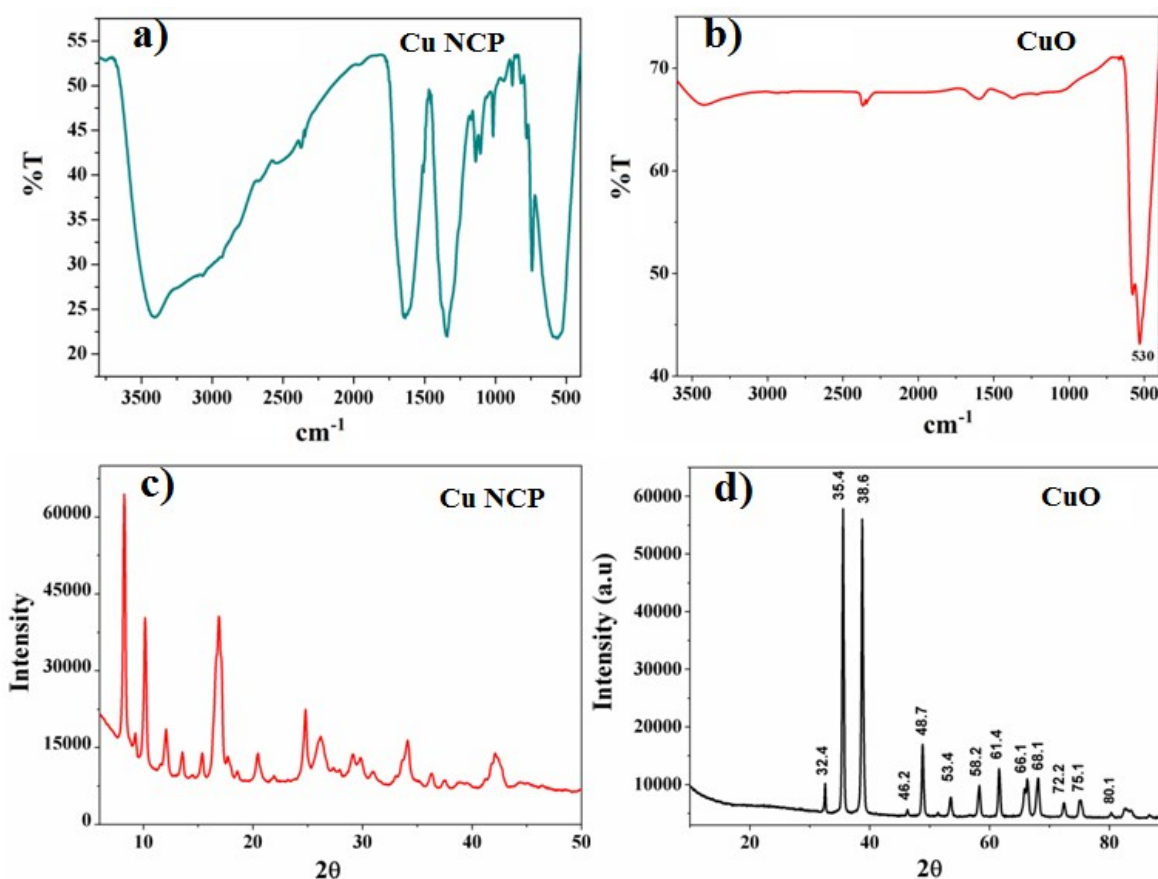 a)
Cu NCP
55
50
45
40
35
30
25
20
%T
3500 3000 2500 2000 1500 1000 500
cm-1
b)
CuO
70
60
50
40
%T
530
3500 3000 2500 2000 1500 1000 500
cm-1
c)
Cu NCP
60000
45000
30000
15000
0
Intensity
10 20 30 40 50
2θ
d)
CuO
60000
50000
40000
30000
20000
10000
Intensity (a.u)
32.4
35.4
38.6
46.2
48.7
53.4
58.2
61.4
66.1
68.1
72.2
75.1
80.1
20 40 60 80
2θ